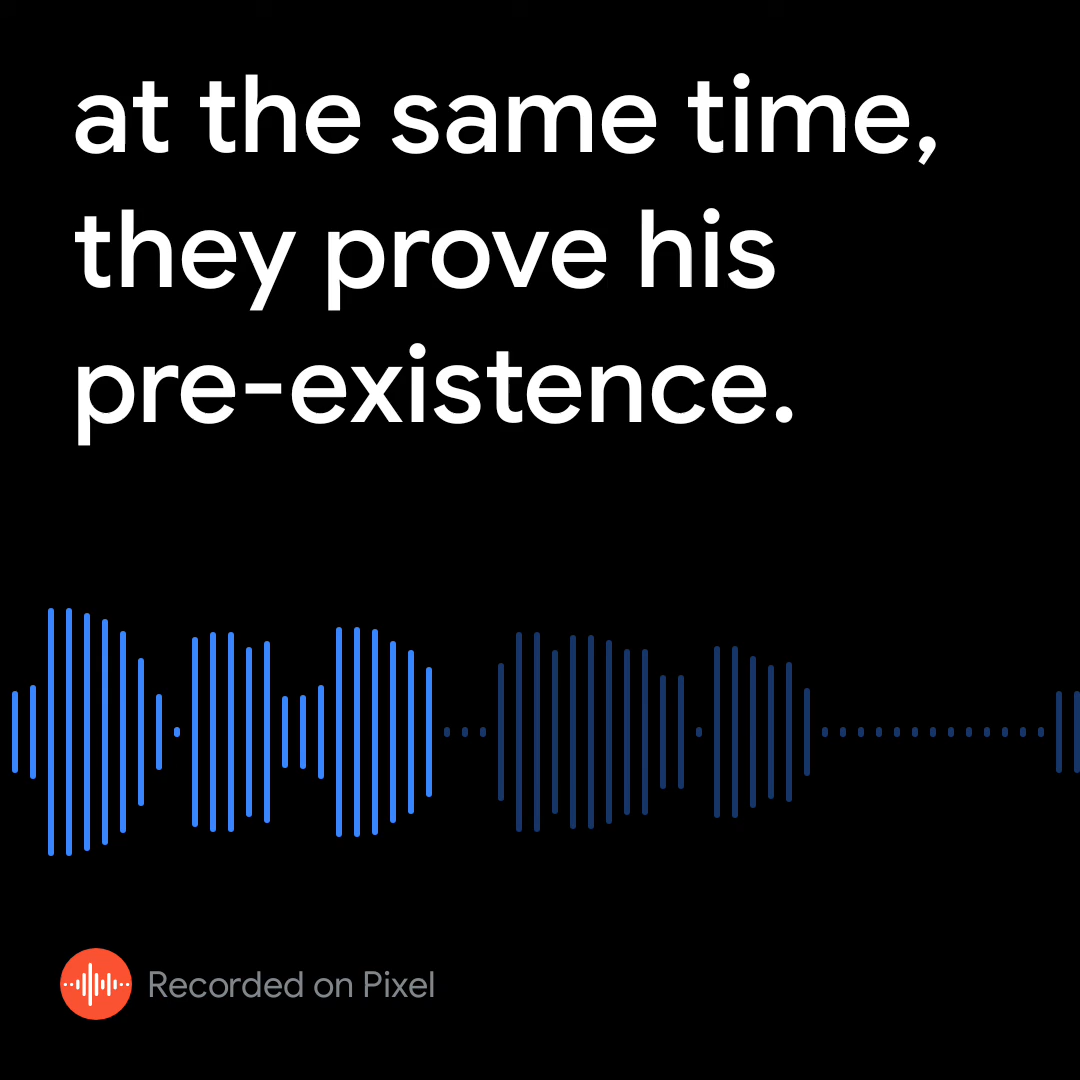 at the same time,
they prove his
pre-existence.
Recorded on Pixel